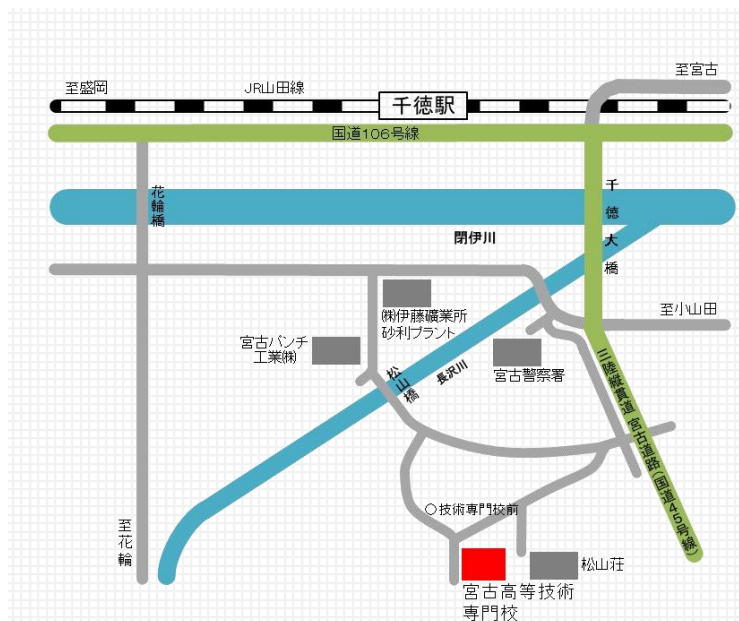 至宮古
至盛岡
JR山田線
千徳駅
国道106号線
花輪橋
千徳大橋
閉伊川
至小山田
㈱伊藤礦業所
砂利プラント
宮古パンチ
工業㈱
宮古警察署
松山橋
長沢川
三陸縦貫道 宮古道路(国道45号線)
○技術専門校前
至花輪
松山荘
宮古高等技術
専門校